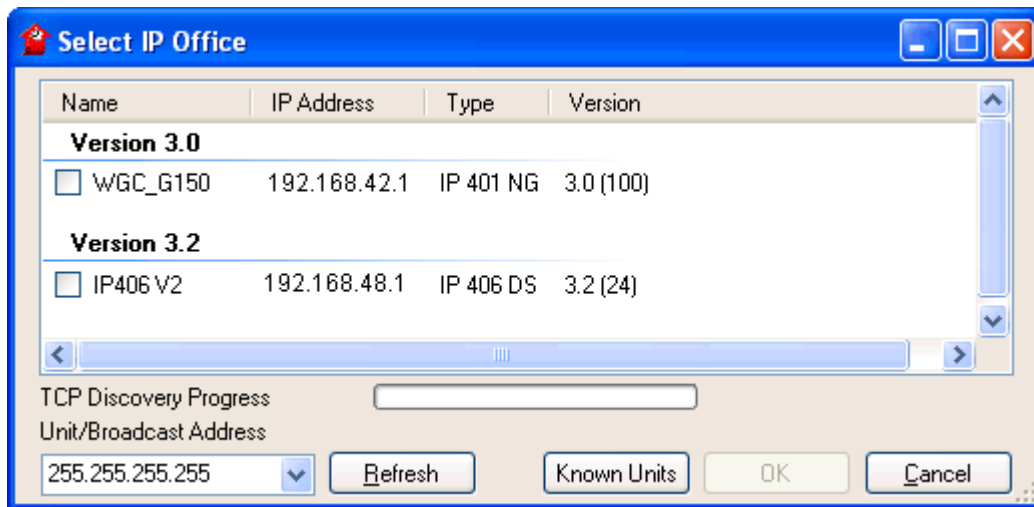 Select IP Office
Name IP Address Type Version
Version 3.0
WGC_G150 192.168.42.1 IP 401 NG 3.0 (100)
Version 3.2
IP406 V2 192.168.48.1 IP 406 DS 3.2 (24)
TCP Discovery Progress
Unit/Broadcast Address
255.255.255.255 Refresh Known Units OK Cancel